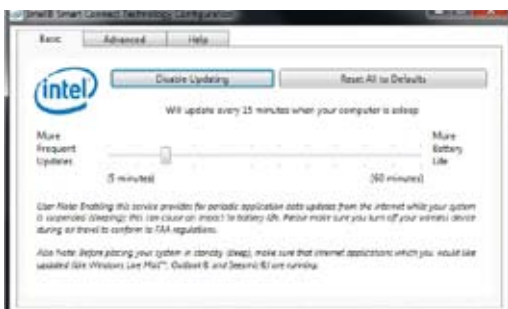 Intel® Smart Connect Technology Configuration
Basic Advanced Help
intel Disable Updating Reset All to Defaults
Will update every 15 minutes when your computer is asleep
More Frequent Updates
More Battery Life
(5 minutes) (60 minutes)
User Note: Enabling this service provides for periodic application data updates from the internet while your system
is suspended (sleeping); this can cause an impact to battery life. Please make sure you turn off your wireless device
during air travel to conform to FAA regulations.
Also Note: Before placing your system in standby (sleep), make sure that internet applications which you would like
updated (like Windows Live Mail™, Outlook® and Seesmic®) are running.